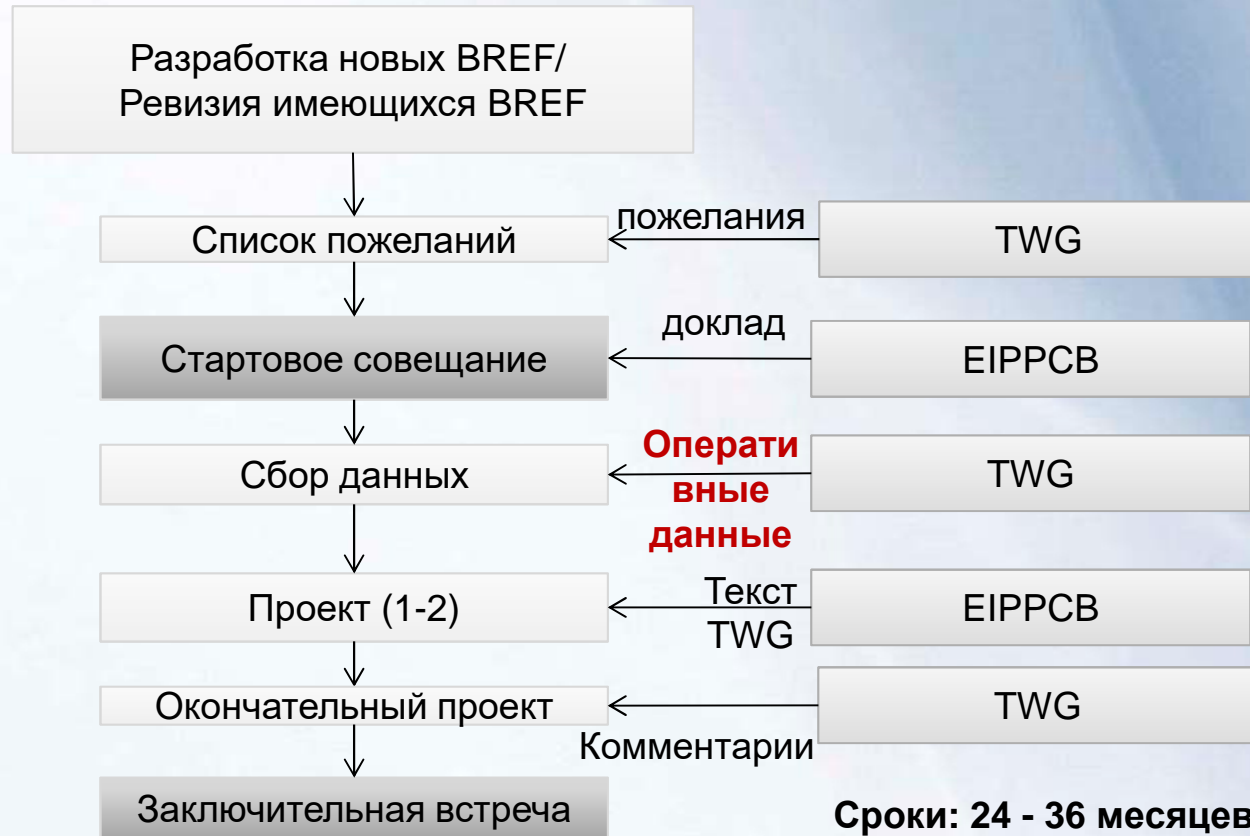 Разработка новых BREF/
Ревизия имеющихся BREF
Список пожеланий
пожелания
TWG
Стартовое совещание
доклад
EIPPCB
Сбор данных
Операти
вные
данные
TWG
Проект (1-2)
Текст
TWG
EIPPCB
Окончательный проект
Комментарии
TWG
Заключительная встреча
Сроки: 24 - 36 месяцев